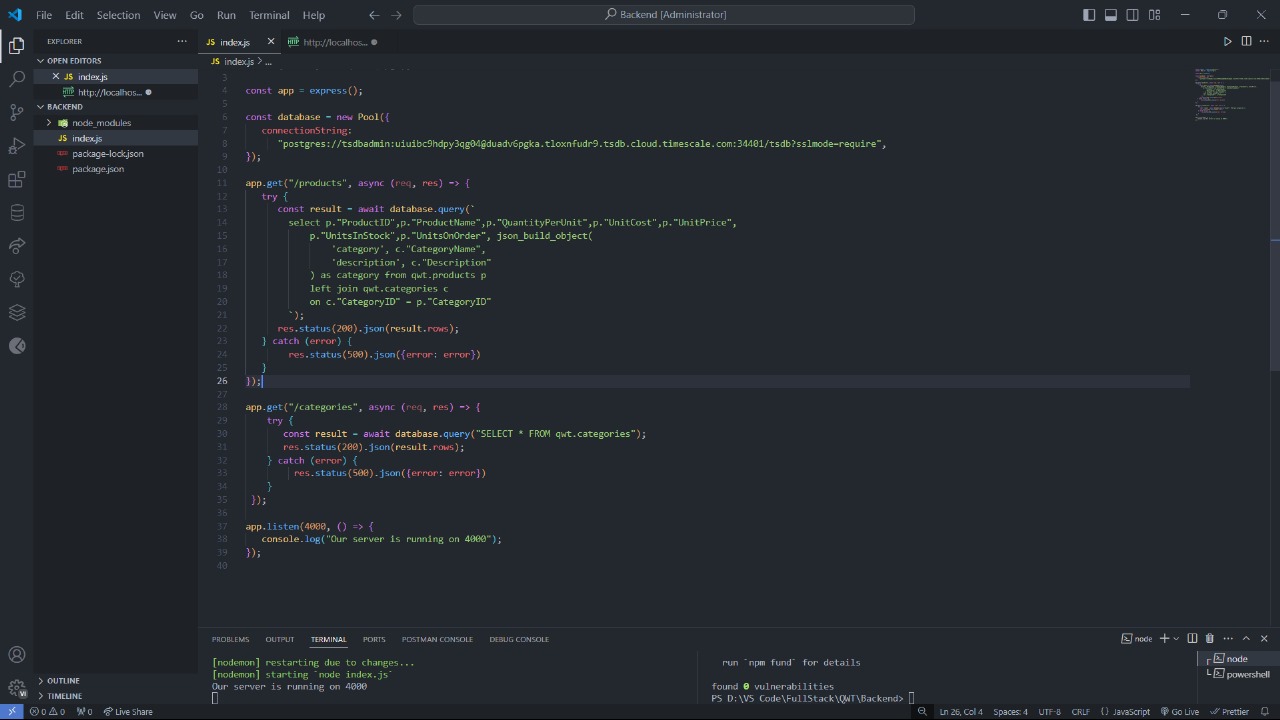 File Edit Selection View Go Run Terminal Help
Backend [Administrator]
EXPLORER
OPEN EDITORS
JS index.js
HTTP http://localhos...
BACKEND
node_modules
JS index.js
package-lock.json
package.json
OUTLINE
TIMELINE
JS index.js
HTTP http://localhos...
JS index.js > ...
3
4 const app = express();
5
6 const database = new Pool({
7 connectionString:
8 "postgres://tsdbadmin:uiuibc9hdpy3qg04@duadv6pgka.tloxnfudr9.tsdb.cloud.timescale.com:34401/tsdb?sslmode=require",
9 });
10
11 app.get("/products", async (req, res) => {
12 try {
13 const result = await database.query(`
14 select p."ProductID",p."ProductName",p."QuantityPerUnit",p."UnitCost",p."UnitPrice",
15 p."UnitsInStock",p."UnitsOnOrder", json_build_object(
16 'category', c."CategoryName",
17 'description', c."Description"
18 ) as category from qwt.products p
19 left join qwt.categories c
20 on c."CategoryID" = p."CategoryID"
21 `);
22 res.status(200).json(result.rows);
23 } catch (error) {
24 res.status(500).json({error: error})
25 }
26 });
27
28 app.get("/categories", async (req, res) => {
29 try {
30 const result = await database.query("SELECT * FROM qwt.categories");
31 res.status(200).json(result.rows);
32 } catch (error) {
33 res.status(500).json({error: error})
34 }
35 });
36
37 app.listen(4000, () => {
38 console.log("Our server is running on 4000");
39 });
40
PROBLEMS OUTPUT TERMINAL PORTS POSTMAN CONSOLE DEBUG CONSOLE
node
[nodemon] restarting due to changes...
[nodemon] starting `node index.js`
Our server is running on 4000
run `npm fund` for details
found 0 vulnerabilities
PS D:\VS Code\FullStack\QWT\Backend>
node
powershell
0 0 0 Live Share
Ln 26, Col 4 Spaces: 4 UTF-8 CRLF {} JavaScript Go Live Prettier